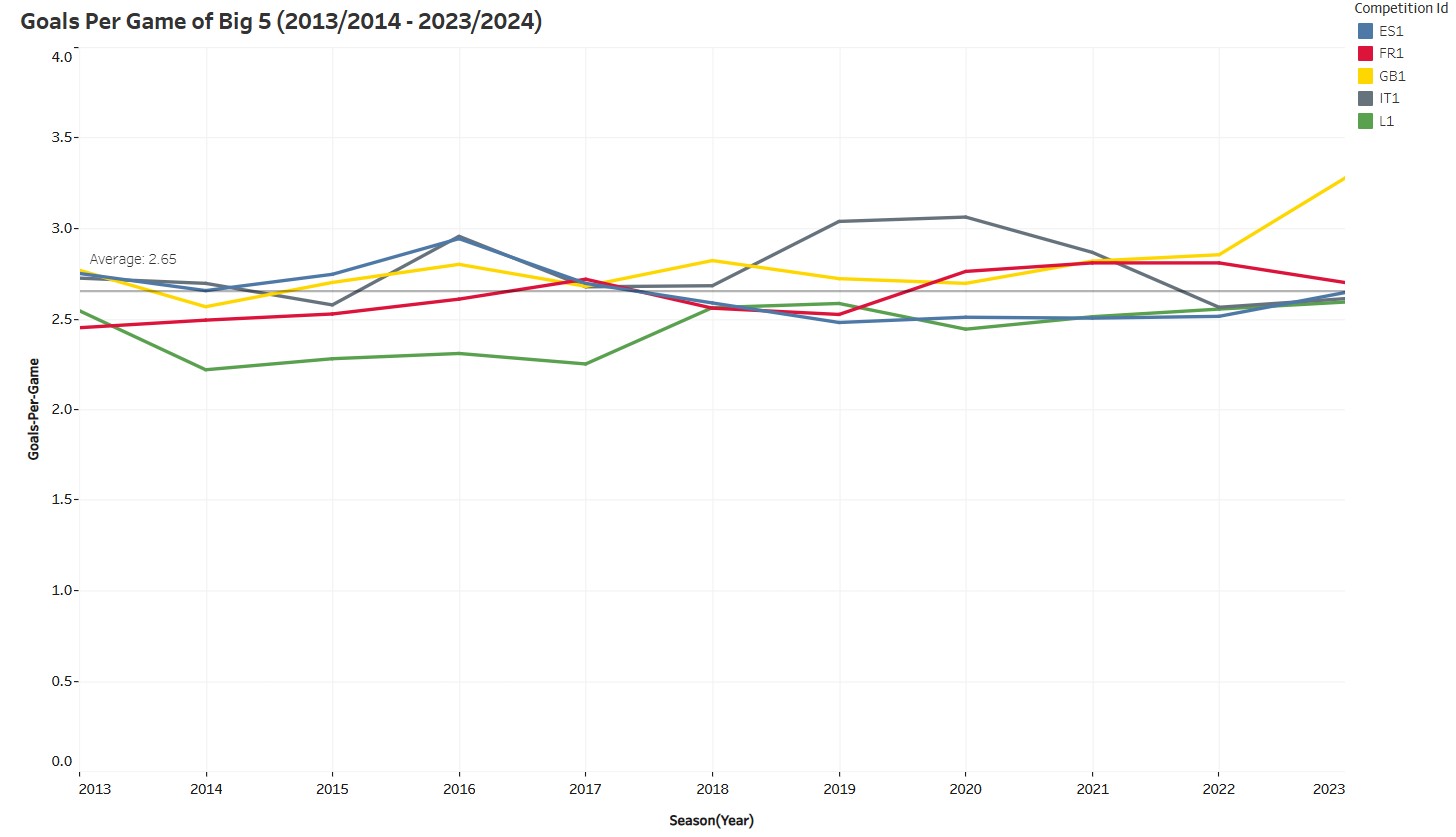 Goals Per Game of Big 5 (2013/2014 - 2023/2024)
Competition Id
ES1
FR1
GB1
IT1
L1
4.0
3.5
3.0
Average: 2.65
2.5
2.0
1.5
1.0
0.5
0.0
Goals-Per-Game
2013 2014 2015 2016 2017 2018 2019 2020 2021 2022 2023
Season(Year)